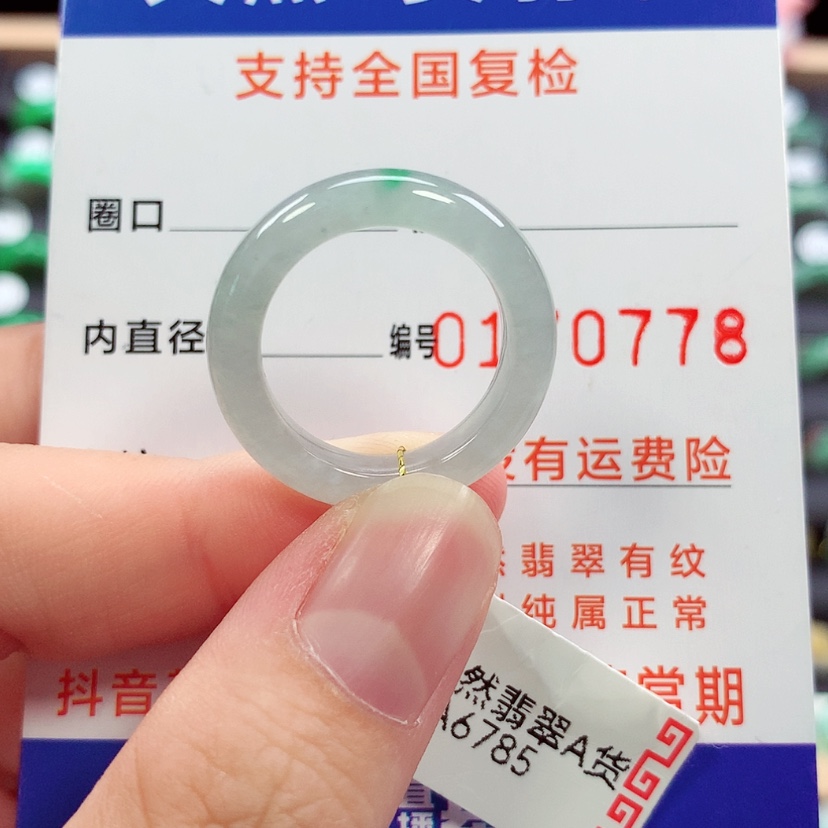 支持全国复检
圈口
内直径
编号01 0778
有运费险
翡翠有纹
纯属正常
抖音
常期
然翡翠A货
A6785
播